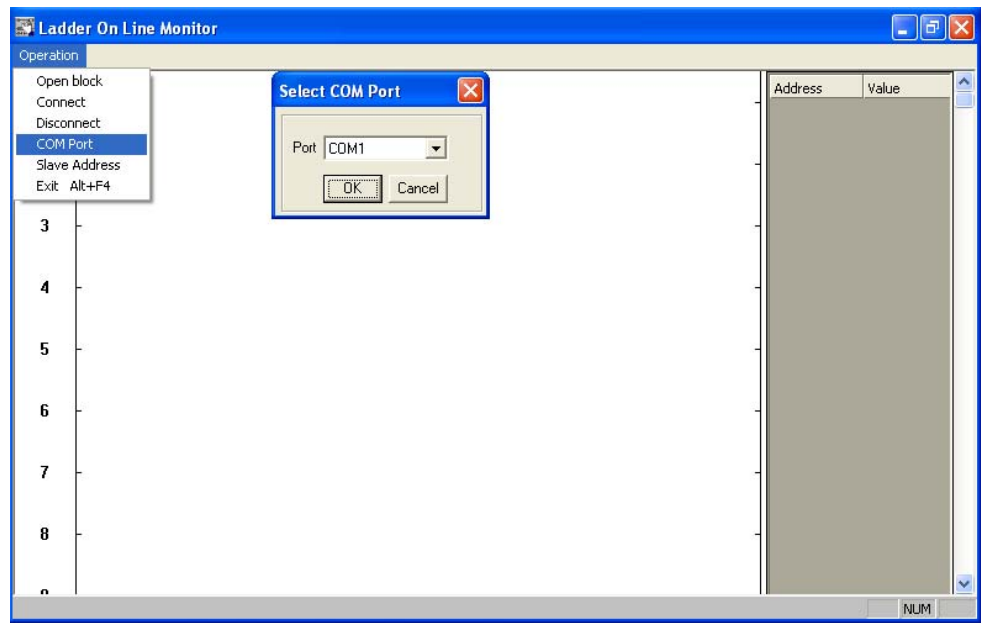 Ladder On Line Monitor
Operation
Open block
Connect
Disconnect
COM Port
Slave Address
Exit Alt+F4
Select COM Port
Port COM1
OK Cancel
Address Value
3
4
5
6
7
8
NUM